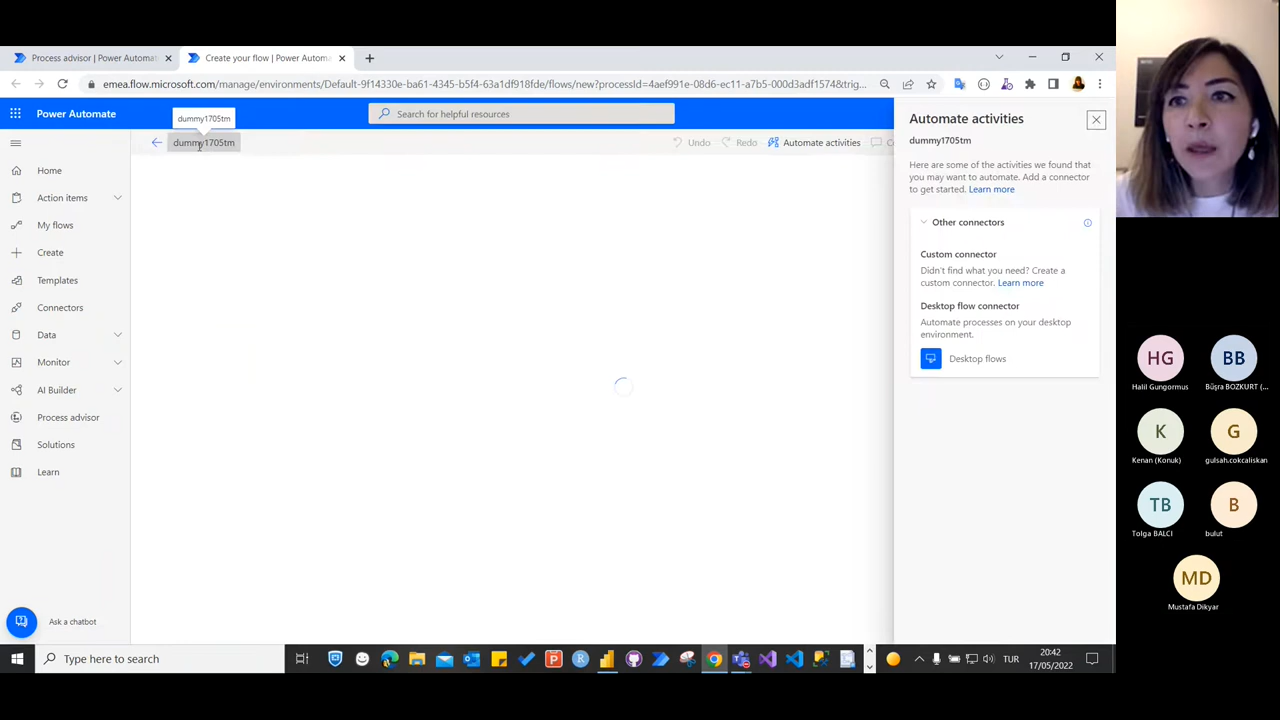 Process advisor | Power Automat
Create your flow | Power Automa
emea.flow.microsoft.com/manage/environments/Default-9f14330e-ba61-4345-b5f4-63a1df918fde/flows/new?processId=4aef991e-08d6-ec11-a7b5-000d3adf15748&trig...
Power Automate
dummy1705tm
Search for helpful resources
dummy1705tm
Undo
Redo
Automate activities
Co
Home
Action items
My flows
Create
Templates
Connectors
Data
Monitor
AI Builder
Process advisor
Solutions
Learn
Ask a chatbot
Automate activities
dummy1705tm
Here are some of the activities we found that
you may want to automate. Add a connector
to get started. Learn more
Other connectors
Custom connector
Didn't find what you need? Create a
custom connector. Learn more
Desktop flow connector
Automate processes on your desktop
environment.
Desktop flows
HG
Halil Gungormus
BB
Büşra BOZKURT (...
K
Kenan (Konuk)
G
gulsah.cokcaliskan
TB
Tolga BALCI
B
bulut
MD
Mustafa Dikyar
Type here to search
TUR
20:42
17/05/2022